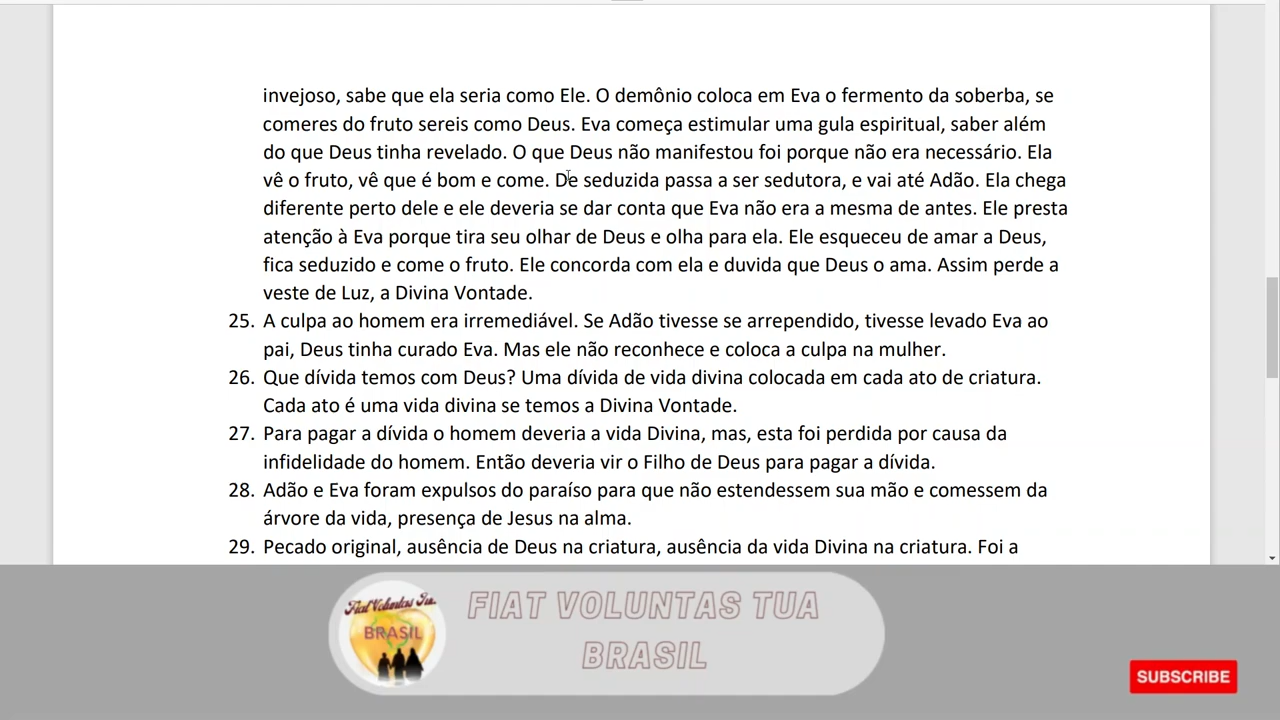 invejoso, sabe que ela seria como Ele. O demônio coloca em Eva o fermento da soberba, se
comeres do fruto sereis como Deus. Eva começa estimular uma gula espiritual, saber além
do que Deus tinha revelado. O que Deus não manifestou foi porque não era necessário. Ela
vê o fruto, vê que é bom e come. De seduzida passa a ser sedutora, e vai até Adão. Ela chega
diferente perto dele e ele deveria se dar conta que Eva não era a mesma de antes. Ele presta
atenção à Eva porque tira seu olhar de Deus e olha para ela. Ele esqueceu de amar a Deus,
fica seduzido e come o fruto. Ele concorda com ela e duvida que Deus o ama. Assim perde a
veste de Luz, a Divina Vontade.
25. A culpa ao homem era irremediável. Se Adão tivesse se arrependido, tivesse levado Eva ao
pai, Deus tinha curado Eva. Mas ele não reconhece e coloca a culpa na mulher.
26. Que dívida temos com Deus? Uma dívida de vida divina colocada em cada ato de criatura.
Cada ato é uma vida divina se temos a Divina Vontade.
27. Para pagar a dívida o homem deveria a vida Divina, mas, esta foi perdida por causa da
infidelidade do homem. Então deveria vir o Filho de Deus para pagar a dívida.
28. Adão e Eva foram expulsos do paraíso para que não estendessem sua mão e comessem da
árvore da vida, presença de Jesus na alma.
29. Pecado original, ausência de Deus na criatura, ausência da vida Divina na criatura. Foi a
Fiat Voluntas Tua
BRASIL
FIAT VOLUNTAS TUA
BRASIL
SUBSCRIBE